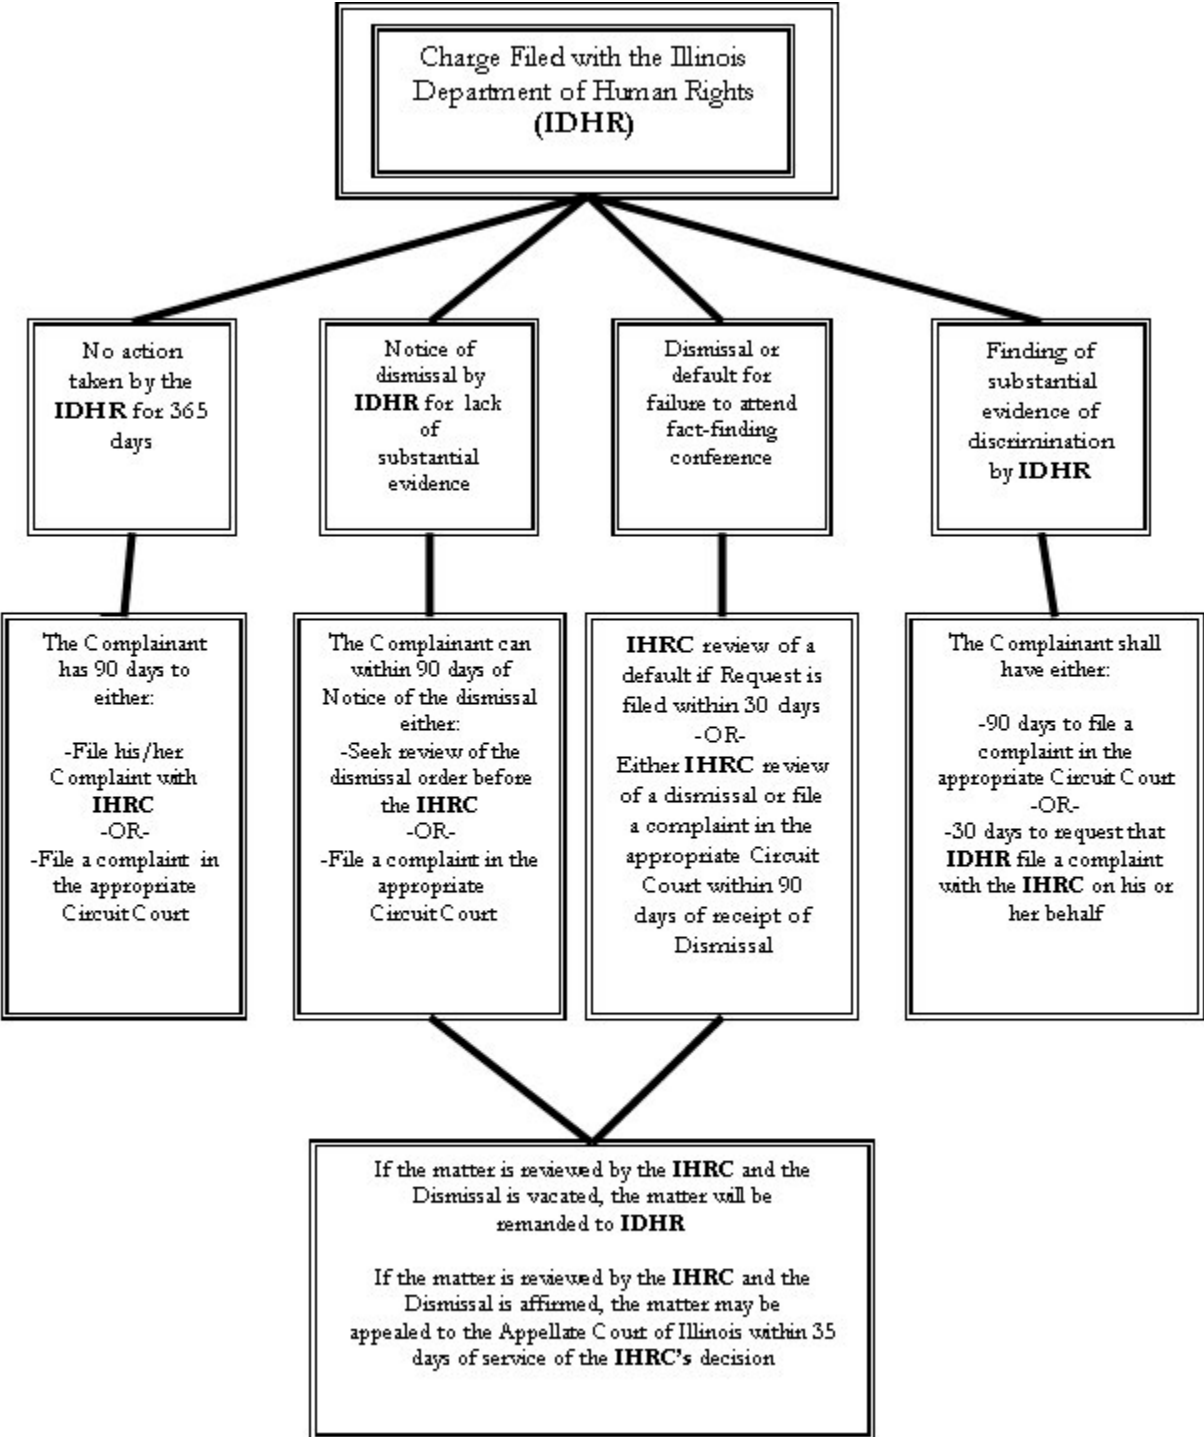 Charge Filed with the Illinois
Department of Human Rights
(IDHR)
No action
taken by the
IDHR for 365
days
Notice of
dismissal by
IDHR for lack
of
substantial
evidence
Dismissal or
default for
failure to attend
fact-finding
conference
Finding of
substantial
evidence of
discrimination
by IDHR
The Complainant
has 90 days to
either:
-File his/her
Complaint with
IHRC
-OR-
-File a complaint in
the appropriate
Circuit Court
The Complainant can
within 90 days of
Notice of the dismissal
either:
-Seek review of the
dismissal order before
the IHRC
-OR-
-File a complaint in the
appropriate
Circuit Court
IHRC review of a
default if Request is
filed within 30 days
-OR-
Either IHRC review
of a dismissal or file
a complaint in the
appropriate Circuit
Court within 90
days of receipt of
Dismissal
The Complainant shall
have either:
-90 days to file a
complaint in the
appropriate Circuit Court
-OR-
-30 days to request that
IDHR file a complaint
with the IHRC on his or
her behalf
If the matter is reviewed by the IHRC and the
Dismissal is vacated, the matter will be
remanded to IDHR
If the matter is reviewed by the IHRC and the
Dismissal is affirmed, the matter may be
appealed to the Appellate Court of Illinois within 35
days of service of the IHRC's decision